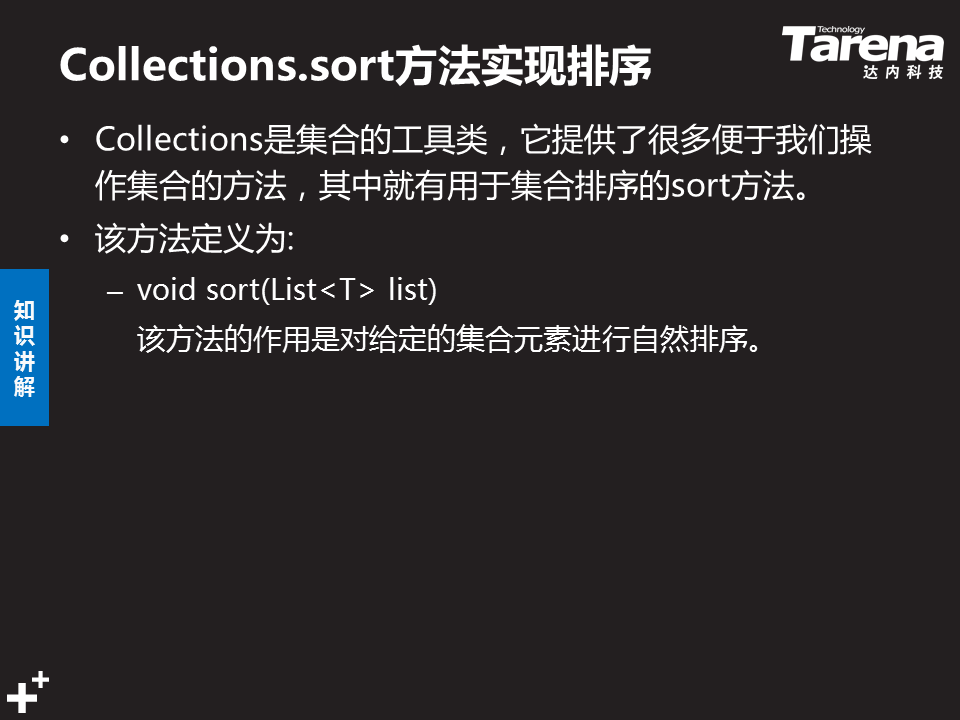 Collections.sort方法实现排序
Technology
Tarena
达内科技
• Collections是集合的工具类，它提供了很多便于我们操
作集合的方法，其中就有用于集合排序的sort方法。
• 该方法定义为:
– void sort(List<T> list)
该方法的作用是对给定的集合元素进行自然排序。
知
识
讲
解